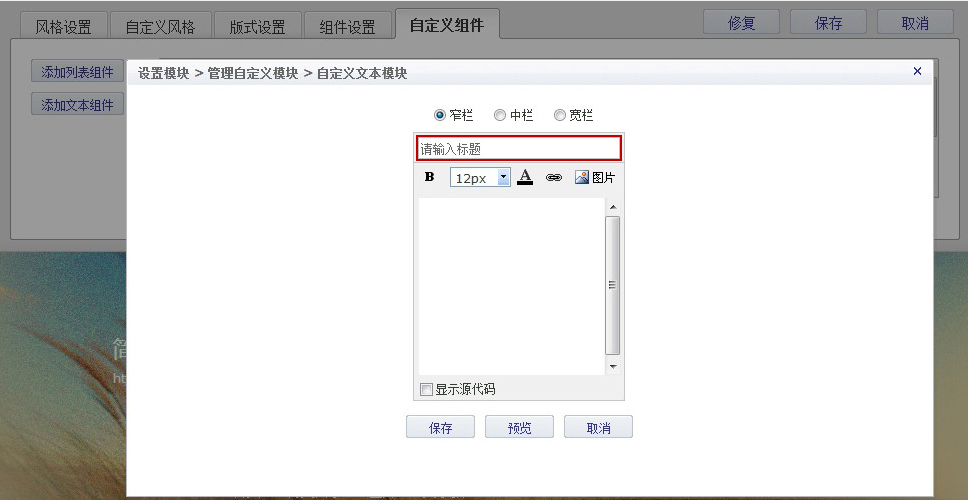 风格设置 自定义风格 版式设置 组件设置 自定义组件 修复 保存 取消
添加列表组件
添加文本组件
设置模块 > 管理自定义模块 > 自定义文本模块 ×
窄栏 中栏 宽栏
请输入标题
B 12px A 图片
显示源代码
保存 预览 取消
简
ht